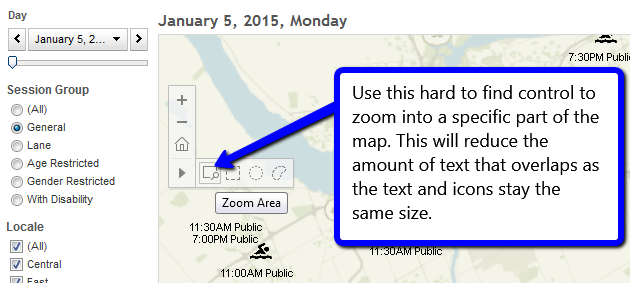 Day
January 5, 2...
Session Group
(All)
General
Lane
Age Restricted
Gender Restricted
With Disability
Locale
(All)
Central
East
January 5, 2015, Monday
7:30PM Public
Use this hard to find control to
zoom into a specific part of the
map. This will reduce the
amount of text that overlaps as
the text and icons stay the
same size.
Zoom Area
11:30AM Public
7:00PM Public
11:00AM Public
11:30AM Public